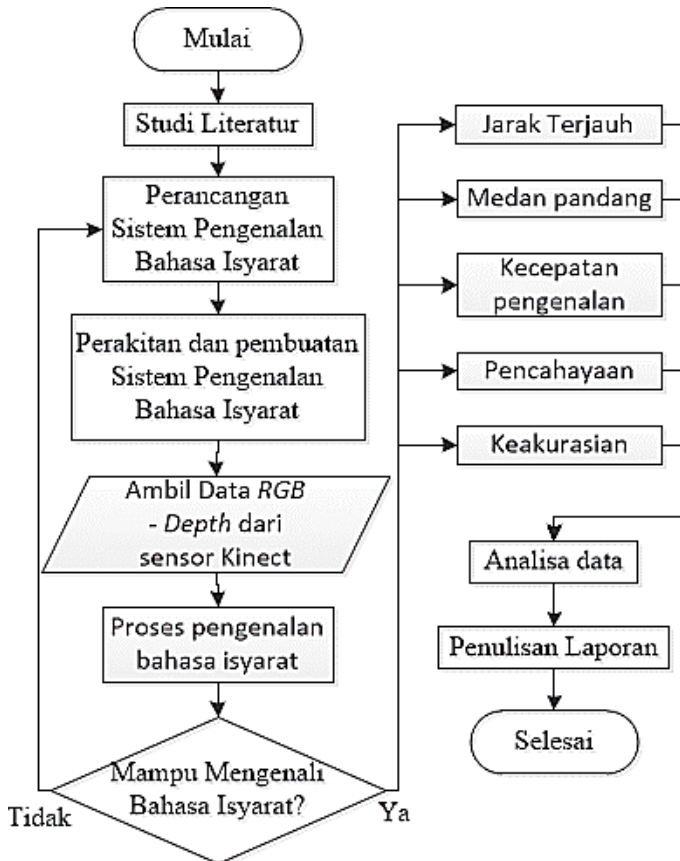 Mulai
Studi Literatur
Perancangan
Sistem Pengenalan
Bahasa Isyarat
Perakitan dan pembuatan
Sistem Pengenalan
Bahasa Isyarat
Ambil Data RGB
- Depth dari
sensor Kinect
Proses pengenalan
bahasa isyarat
Mampu Mengenali
Bahasa Isyarat?
Tidak
Ya
Jarak Terjauh
Medan pandang
Kecepatan
pengenalan
Pencahayaan
Keakurasian
Analisa data
Penulisan Laporan
Selesai